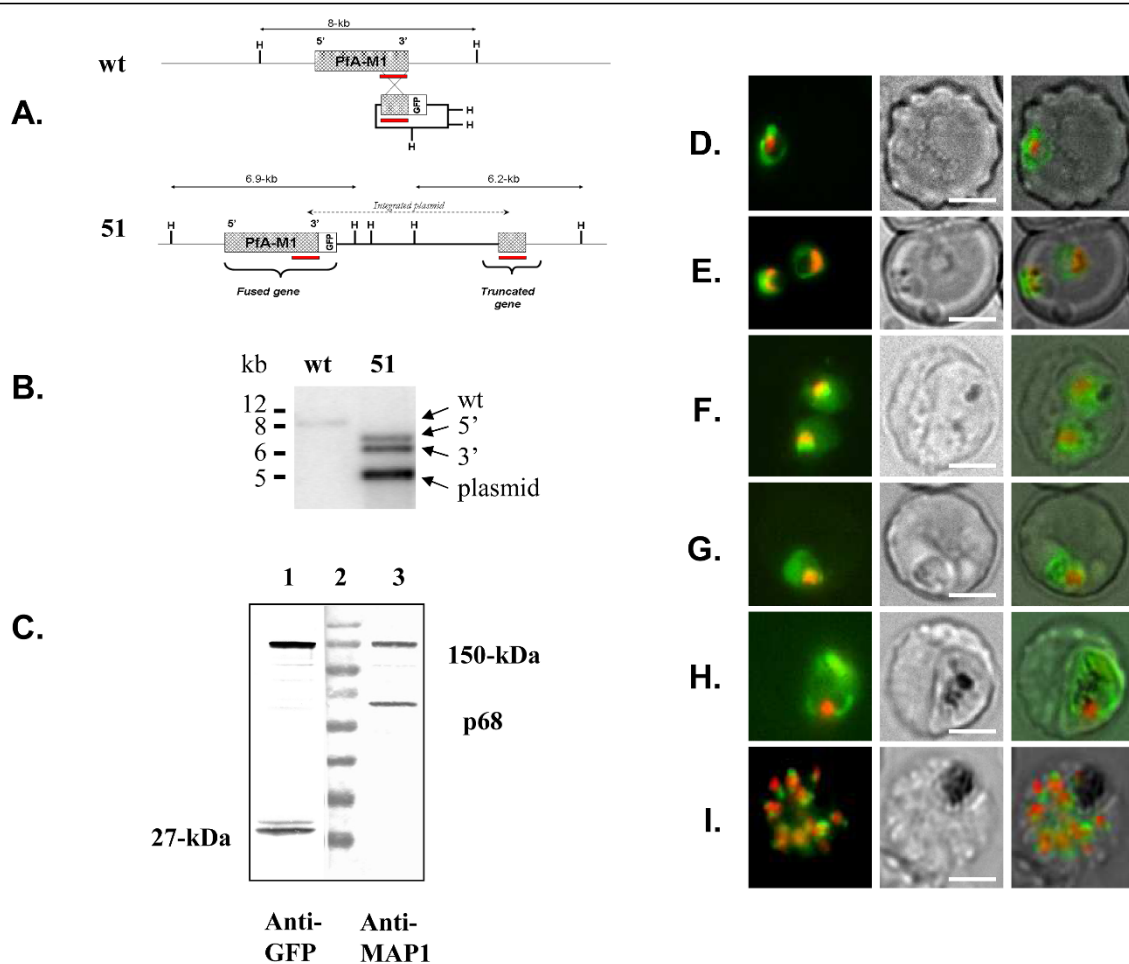 A.
wt
8-kb
H
5’
3’
H
PfA-M1
GFP
H
H
H
51
6.9-kb
6.2-kb
Integrated plasmid
H
5’
3’
H
H
H
H
PfA-M1
GFP
Fused gene
Truncated gene
B.
kb
wt
51
12
8
6
5
wt
5’
3’
plasmid
C.
1
2
3
150-kDa
p68
27-kDa
Anti-GFP
Anti-MAP1
D.
E.
F.
G.
H.
I.